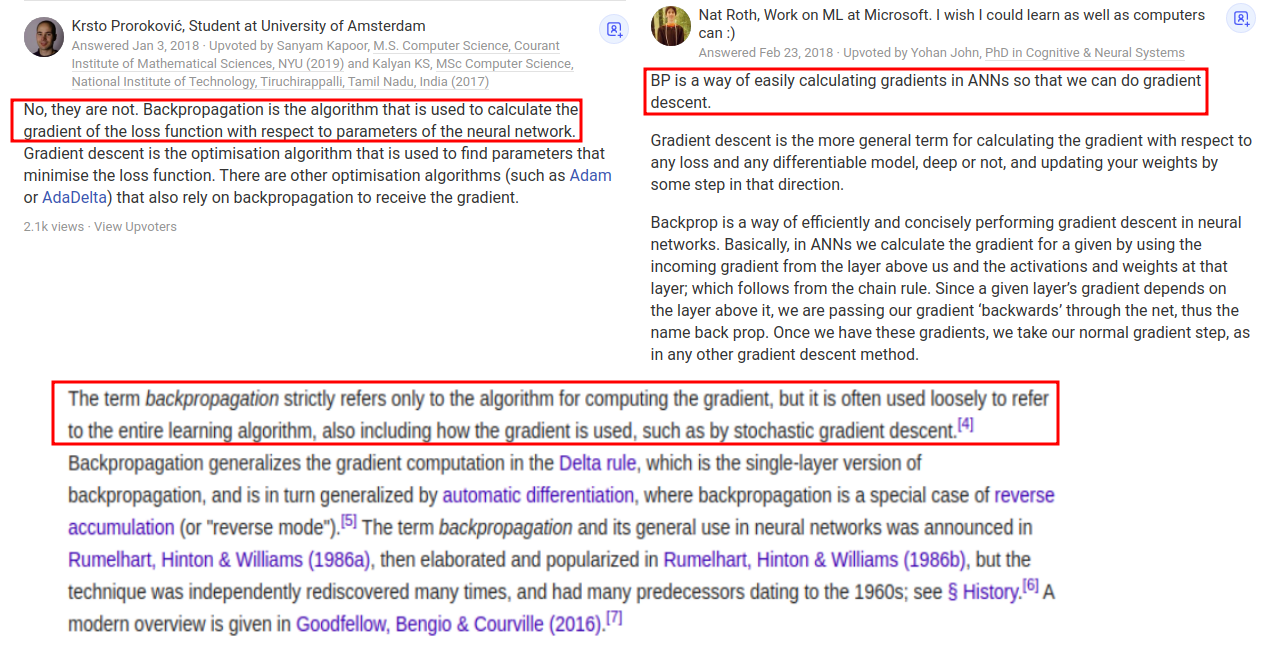 Krsto Proroković, Student at University of Amsterdam
Answered Jan 3, 2018 · Upvoted by Sanyam Kapoor, M.S. Computer Science, Courant
Institute of Mathematical Sciences, NYU (2019) and Kalyan KS, MSc Computer Science,
National Institute of Technology, Tiruchirappalli, Tamil Nadu, India (2017)
No, they are not. Backpropagation is the algorithm that is used to calculate the
gradient of the loss function with respect to parameters of the neural network.
Gradient descent is the optimisation algorithm that is used to find parameters that
minimise the loss function. There are other optimisation algorithms (such as Adam
or AdaDelta) that also rely on backpropagation to receive the gradient.
2.1k views · View Upvoters
Nat Roth, Work on ML at Microsoft. I wish I could learn as well as computers
can :)
Answered Feb 23, 2018 · Upvoted by Yohan John, PhD in Cognitive & Neural Systems
BP is a way of easily calculating gradients in ANNs so that we can do gradient
descent.
Gradient descent is the more general term for calculating the gradient with respect to
any loss and any differentiable model, deep or not, and updating your weights by
some step in that direction.
Backprop is a way of efficiently and concisely performing gradient descent in neural
networks. Basically, in ANNs we calculate the gradient for a given by using the
incoming gradient from the layer above us and the activations and weights at that
layer; which follows from the chain rule. Since a given layer's gradient depends on
the layer above it, we are passing our gradient 'backwards' through the net, thus the
name back prop. Once we have these gradients, we take our normal gradient step, as
in any other gradient descent method.
The term backpropagation strictly refers only to the algorithm for computing the gradient, but it is often used loosely to refer
to the entire learning algorithm, also including how the gradient is used, such as by stochastic gradient descent.[4]
Backpropagation generalizes the gradient computation in the Delta rule, which is the single-layer version of
backpropagation, and is in turn generalized by automatic differentiation, where backpropagation is a special case of reverse
accumulation (or "reverse mode").[5] The term backpropagation and its general use in neural networks was announced in
Rumelhart, Hinton & Williams (1986a), then elaborated and popularized in Rumelhart, Hinton & Williams (1986b), but the
technique was independently rediscovered many times, and had many predecessors dating to the 1960s; see § History.[6] A
modern overview is given in Goodfellow, Bengio & Courville (2016).[7]